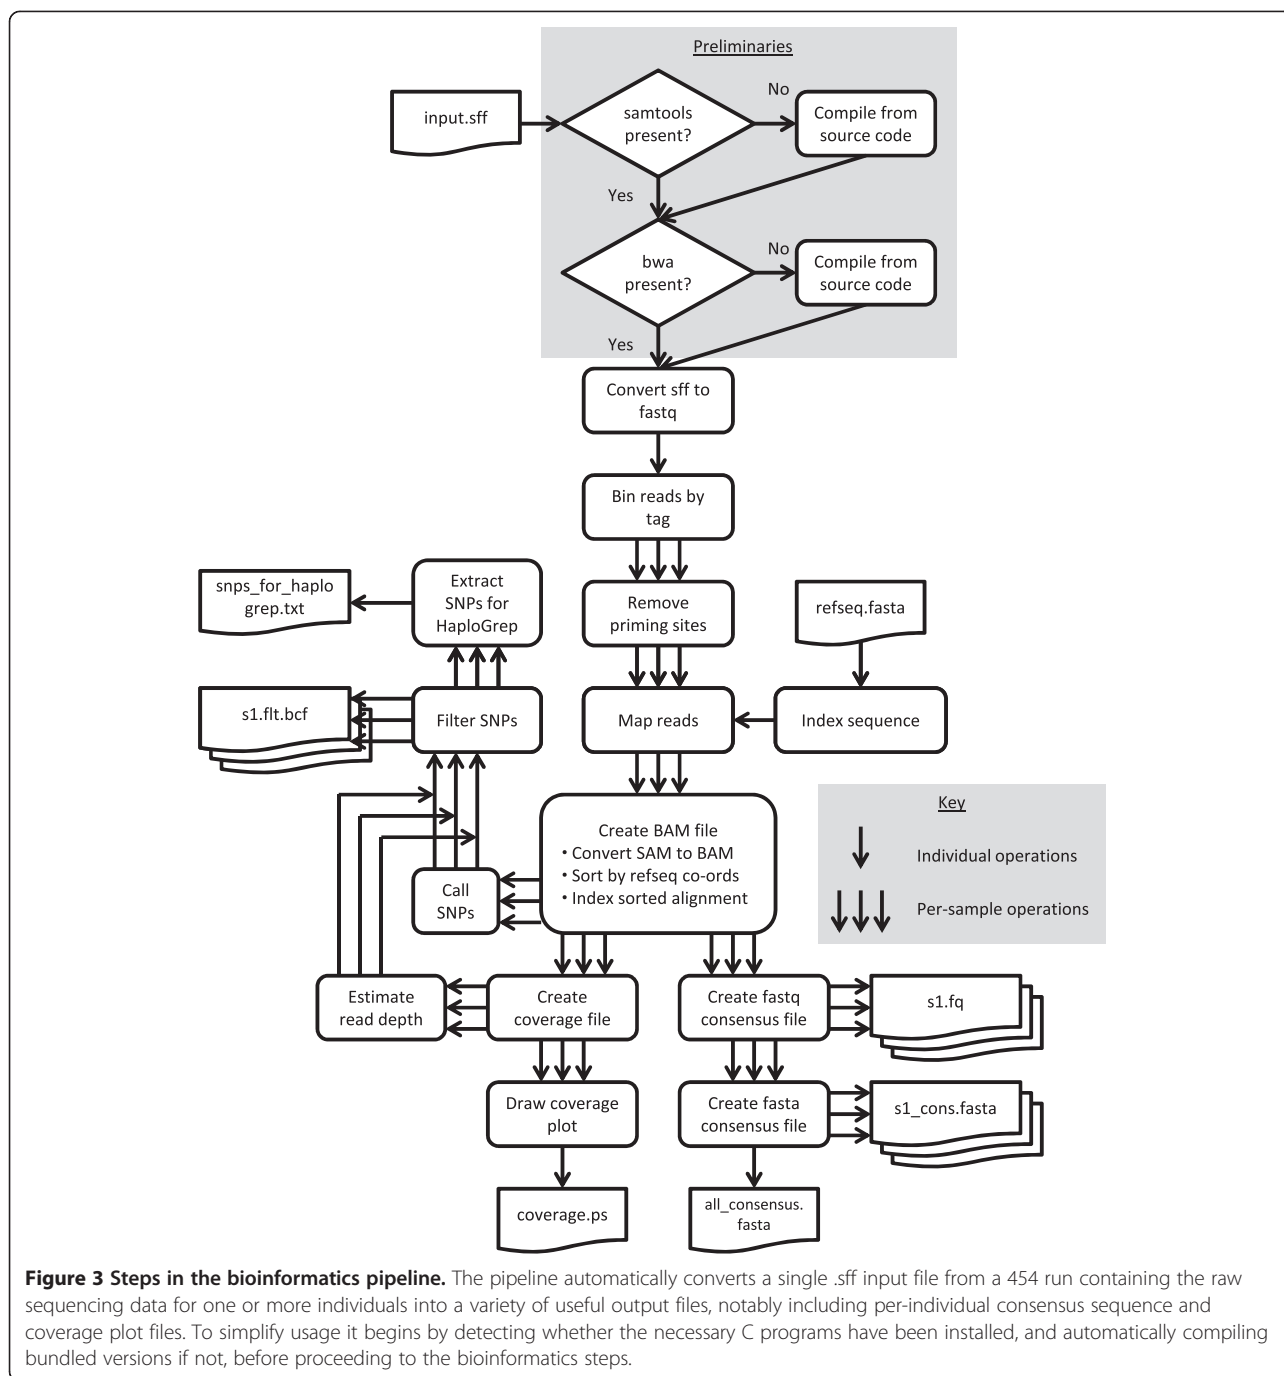 Preliminaries
input.sff
samtools
present?
No
Compile from
source code
Yes
bwa
present?
No
Compile from
source code
Yes
Convert sff to
fastq
Bin reads by
tag
snps_for_haplo
grep.txt
Extract
SNPs for
HaploGrep
Remove
priming sites
refseq.fasta
s1.flt.bcf
Filter SNPs
Map reads
Index sequence
Create BAM file
• Convert SAM to BAM
• Sort by refseq co-ords
• Index sorted alignment
Key
Individual operations
Per-sample operations
Call
SNPs
Estimate
read depth
Create
coverage file
Create fastq
consensus file
s1.fq
Draw coverage
plot
Create fasta
consensus file
s1_cons.fasta
coverage.ps
all_consensus.
fasta
Figure 3 Steps in the bioinformatics pipeline. The pipeline automatically converts a single .sff input file from a 454 run containing the raw
sequencing data for one or more individuals into a variety of useful output files, notably including per-individual consensus sequence and
coverage plot files. To simplify usage it begins by detecting whether the necessary C programs have been installed, and automatically compiling
bundled versions if not, before proceeding to the bioinformatics steps.